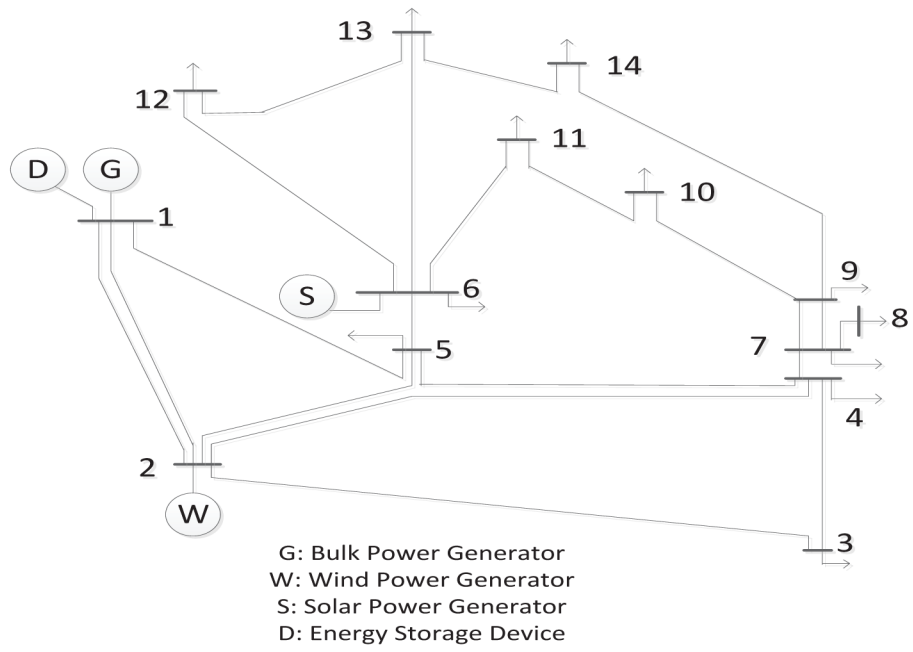 13
14
12
11
D
G
10
1
9
S
6
8
5
7
4
2
W
3
G: Bulk Power Generator
W: Wind Power Generator
S: Solar Power Generator
D: Energy Storage Device